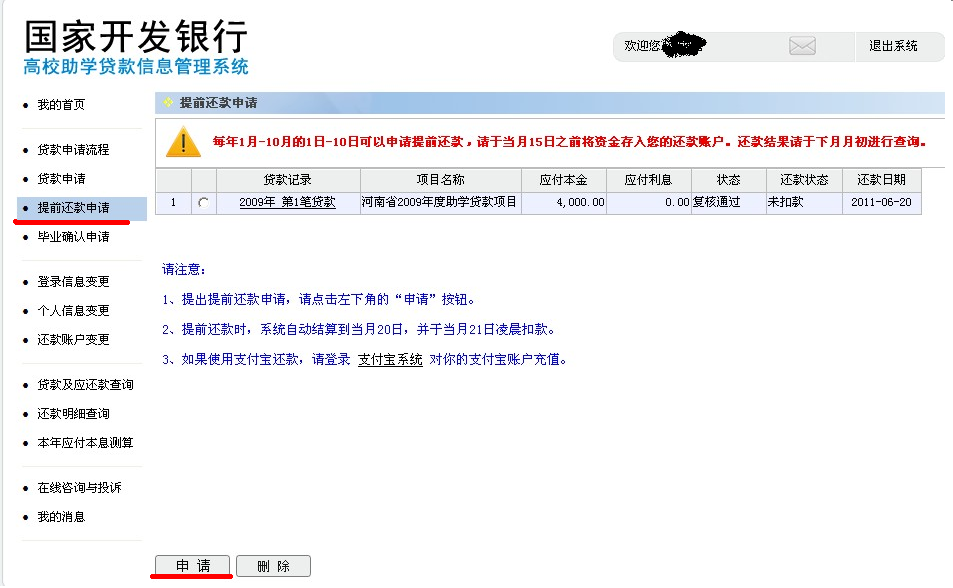 国家开发银行
高校助学贷款信息管理系统
欢迎您
退出系统
我的首页
贷款申请流程
贷款申请
提前还款申请
毕业确认申请
登录信息变更
个人信息变更
还款账户变更
贷款及应还款查询
还款明细查询
本年应付本息测算
在线咨询与投诉
我的消息
提前还款申请
每年1月-10月的1日-10日可以申请提前还款，请于当月15日之前将资金存入您的还款账户。还款结果请于下月月初进行查询。
贷款记录 项目名称 应付本金 应付利息 状态 还款状态 还款日期
1 2009年 第1笔贷款 河南省2009年度助学贷款项目 4,000.00 0.00 复核通过 未扣款 2011-06-20
请注意：
1、提出提前还款申请，请点击左下角的“申请”按钮。
2、提前还款时，系统自动结算到当月20日，并于当月21日凌晨扣款。
3、如果使用支付宝还款，请登录 支付宝系统 对你的支付宝账户充值。
申 请 删 除